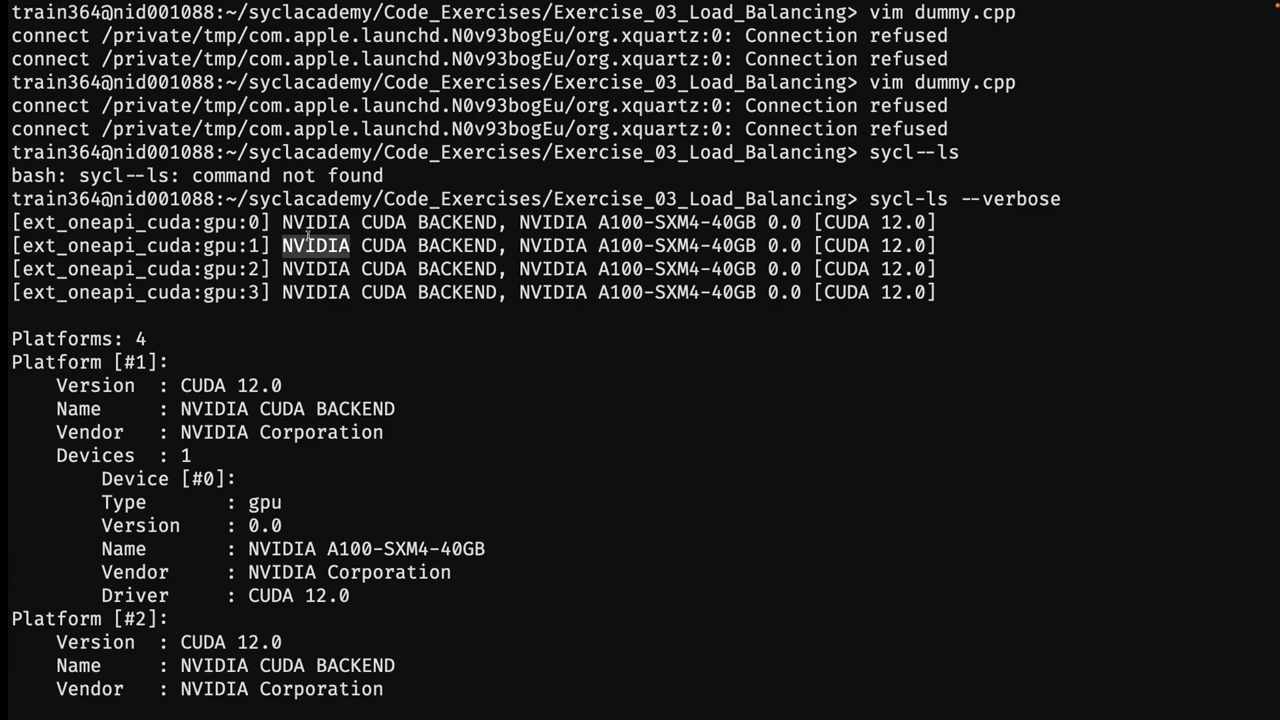 train364@nid001088:~/syclacademy/Code_Exercises/Exercise_03_Load_Balancing> vim dummy.cpp
connect /private/tmp/com.apple.launchd.N0v93bogEu/org.xquartz:0: Connection refused
connect /private/tmp/com.apple.launchd.N0v93bogEu/org.xquartz:0: Connection refused
train364@nid001088:~/syclacademy/Code_Exercises/Exercise_03_Load_Balancing> vim dummy.cpp
connect /private/tmp/com.apple.launchd.N0v93bogEu/org.xquartz:0: Connection refused
connect /private/tmp/com.apple.launchd.N0v93bogEu/org.xquartz:0: Connection refused
train364@nid001088:~/syclacademy/Code_Exercises/Exercise_03_Load_Balancing> sycl--ls
bash: sycl--ls: command not found
train364@nid001088:~/syclacademy/Code_Exercises/Exercise_03_Load_Balancing> sycl-ls --verbose
[ext_oneapi_cuda:gpu:0] NVIDIA CUDA BACKEND, NVIDIA A100-SXM4-40GB 0.0 [CUDA 12.0]
[ext_oneapi_cuda:gpu:1] NVIDIA CUDA BACKEND, NVIDIA A100-SXM4-40GB 0.0 [CUDA 12.0]
[ext_oneapi_cuda:gpu:2] NVIDIA CUDA BACKEND, NVIDIA A100-SXM4-40GB 0.0 [CUDA 12.0]
[ext_oneapi_cuda:gpu:3] NVIDIA CUDA BACKEND, NVIDIA A100-SXM4-40GB 0.0 [CUDA 12.0]
Platforms: 4
Platform [#1]:
    Version  : CUDA 12.0
    Name     : NVIDIA CUDA BACKEND
    Vendor   : NVIDIA Corporation
    Devices  : 1
        Device [#0]:
        Type       : gpu
        Version    : 0.0
        Name       : NVIDIA A100-SXM4-40GB
        Vendor     : NVIDIA Corporation
        Driver     : CUDA 12.0
Platform [#2]:
    Version  : CUDA 12.0
    Name     : NVIDIA CUDA BACKEND
    Vendor   : NVIDIA Corporation